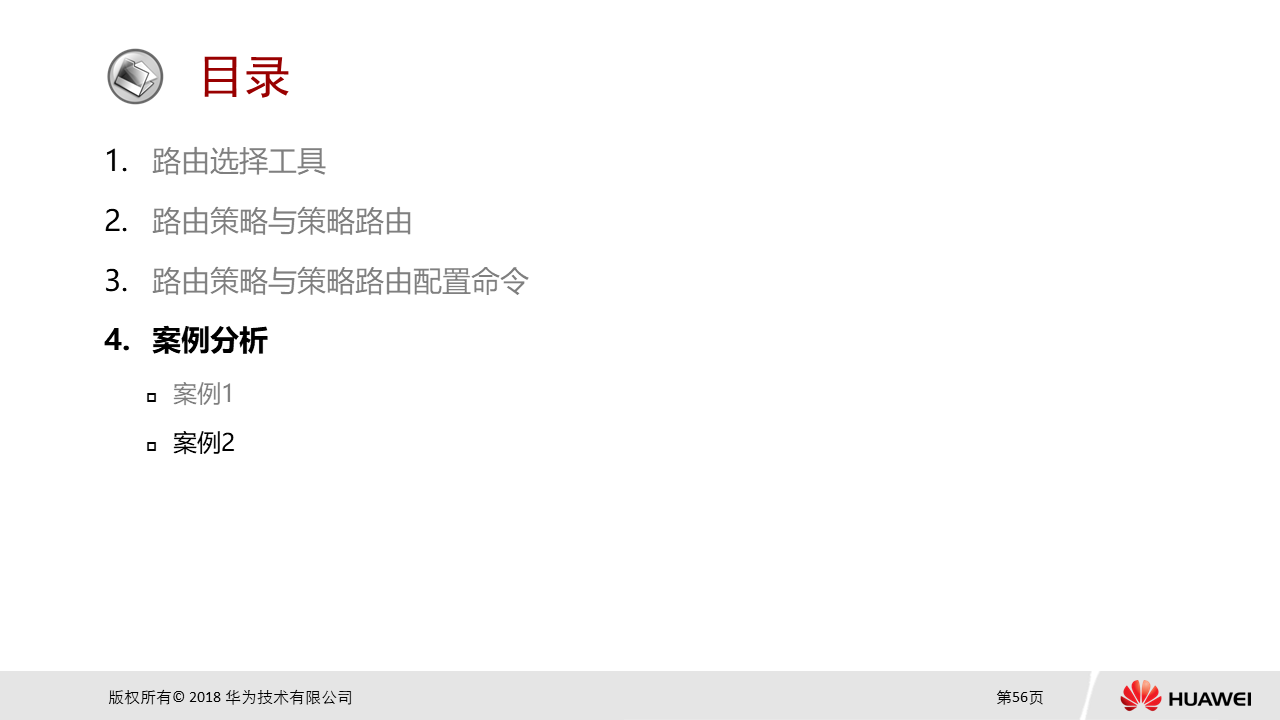 目录
1. 路由选择工具
2. 路由策略与策略路由
3. 路由策略与策略路由配置命令
4. 案例分析
案例1
案例2
版权所有© 2018 华为技术有限公司
第56页
HUAWEI